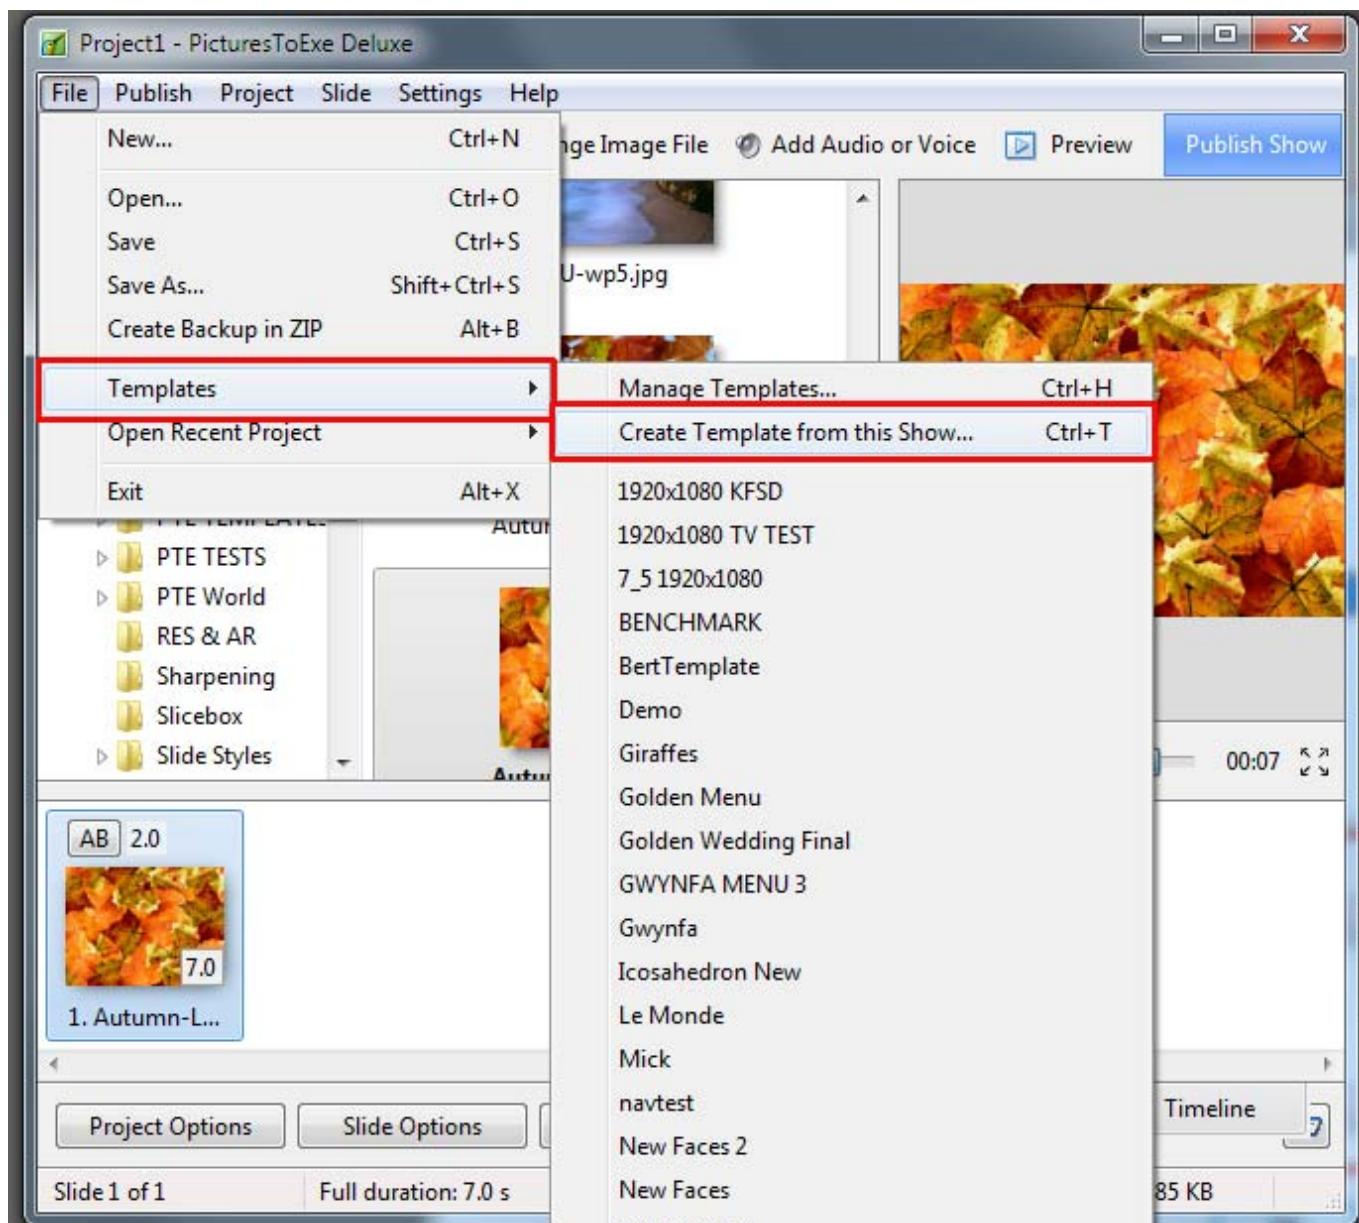 Project1 - PicturesToExe Deluxe
File Publish Project Slide Settings Help
New... Ctrl+N
Image File Add Audio or Voice Preview Publish Show
Open... Ctrl+O
Save Ctrl+S
U-wp5.jpg
Save As... Shift+Ctrl+S
Create Backup in ZIP Alt+B
Templates
Manage Templates... Ctrl+H
Open Recent Project
Create Template from this Show... Ctrl+T
Exit Alt+X
1920x1080 KFSD
1920x1080 TV TEST
7_5 1920x1080
BENCHMARK
BertTemplate
Demo
Giraffes
Golden Menu
Golden Wedding Final
GWYNFA MENU 3
Gwynfa
Icosahedron New
Le Monde
Mick
navtest
New Faces 2
New Faces
PTE TESTS
PTE World
RES & AR
Sharpening
Slicebox
Slide Styles
00:07
AB 2.0
7.0
1. Autumn-L...
Project Options Slide Options
Timeline
Slide 1 of 1 Full duration: 7.0 s 85 KB